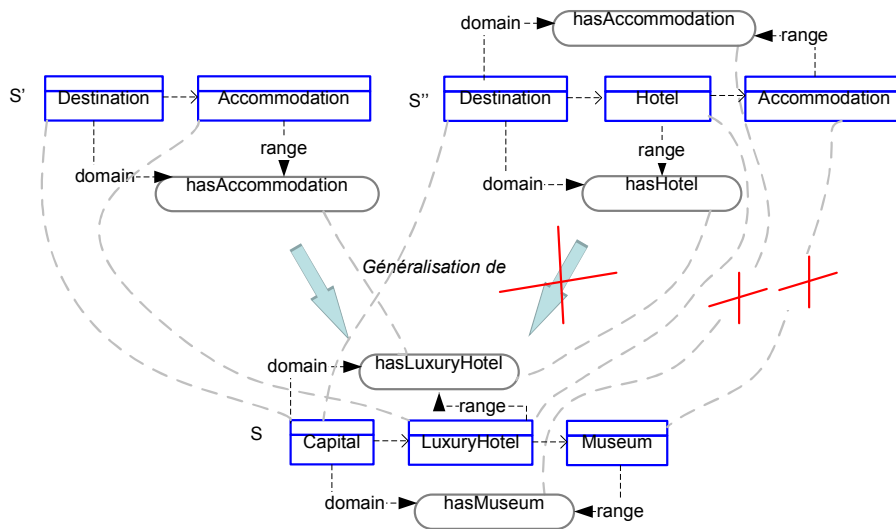 hasAccommodation
domain
range
S'
Destination
Accommodation
S''
Destination
Hotel
Accommodation
range
domain
hasAccommodation
range
domain
hasHotel
Généralisation de
domain
hasLuxuryHotel
range
S
Capital
LuxuryHotel
Museum
domain
hasMuseum
range